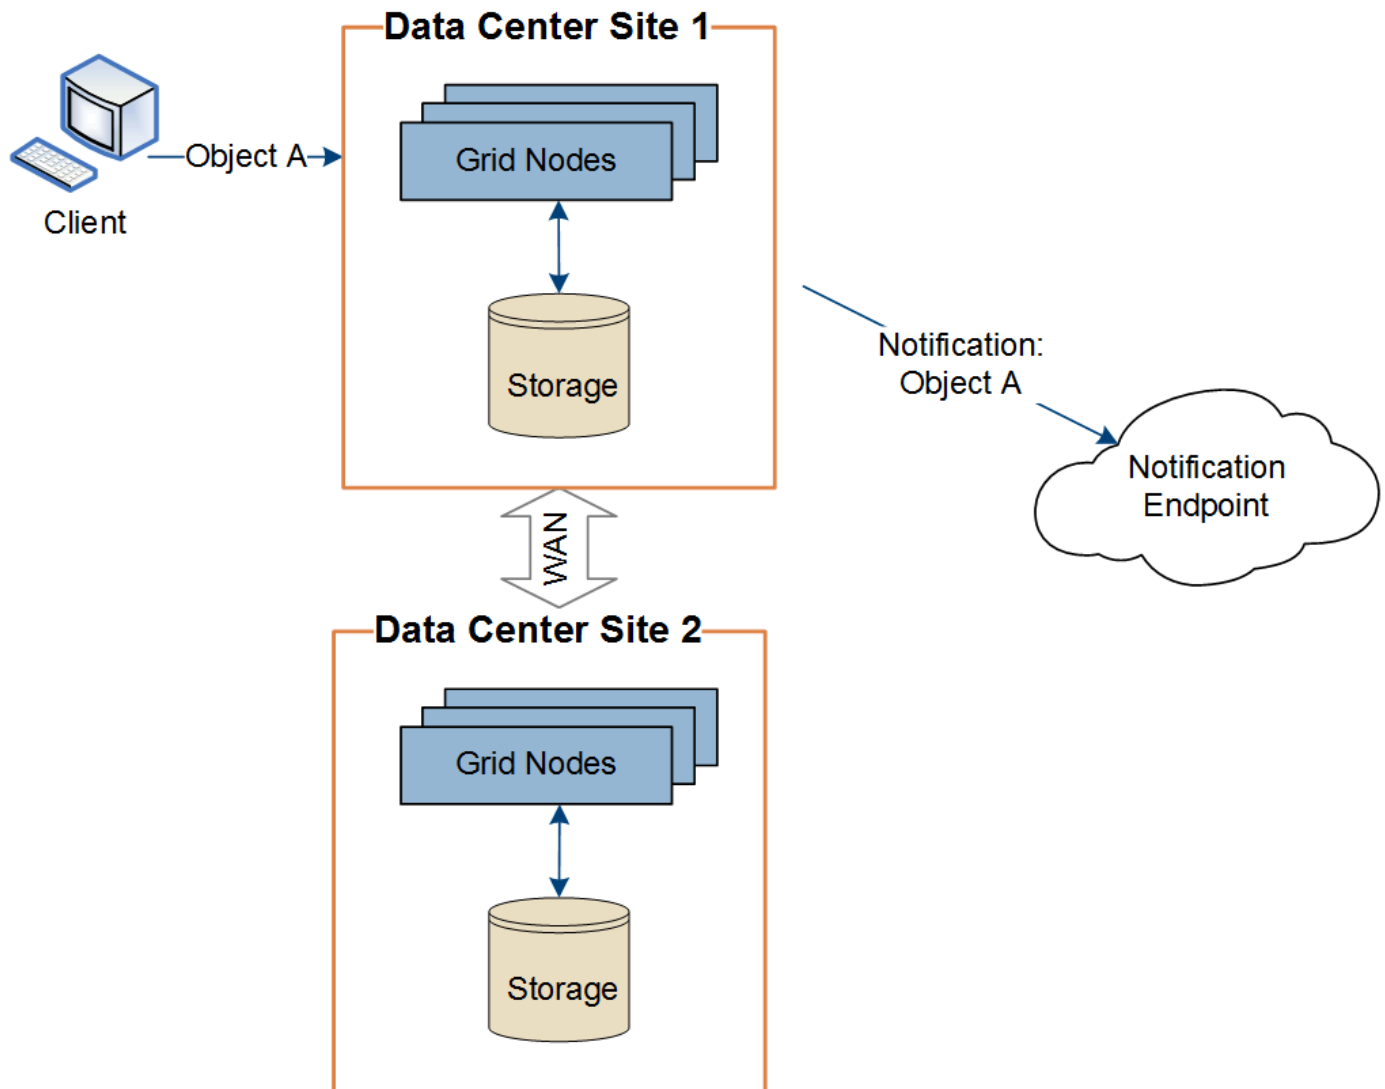 Data Center Site 1
Object A
Client
Grid Nodes
Storage
Notification:
Object A
Notification
Endpoint
WAN
Data Center Site 2
Grid Nodes
Storage